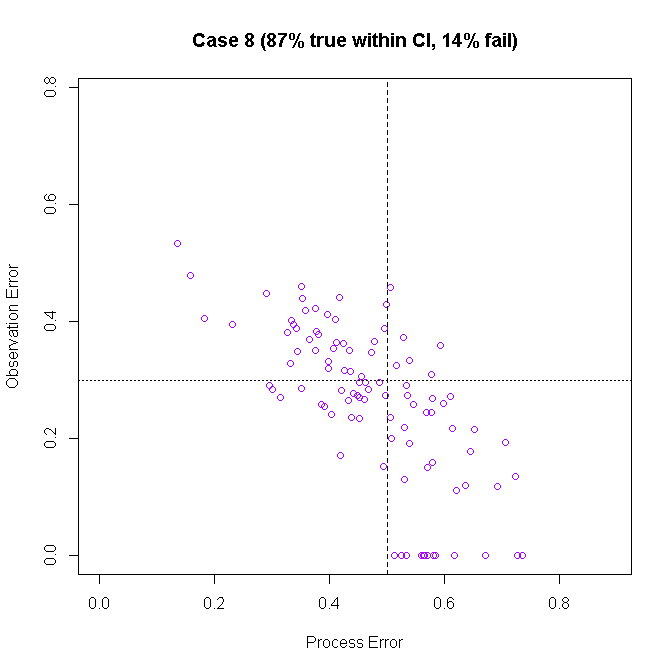 Case 8 (87% true within CI, 14% fail)
0.8
0.6
0.4
0.2
0.0
Observation Error
0.0 0.2 0.4 0.6 0.8
Process Error